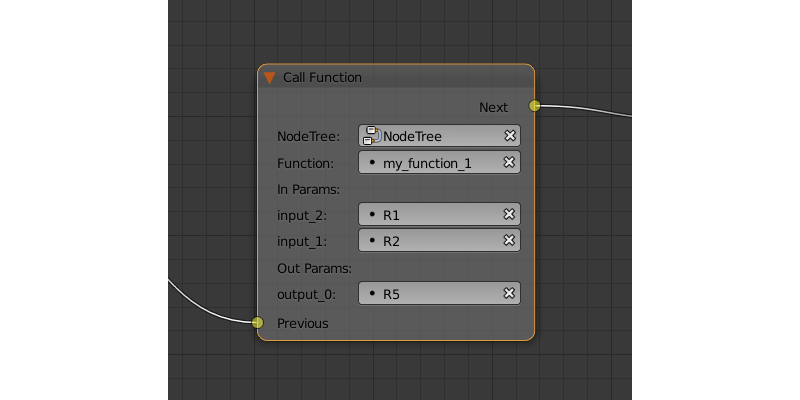 Call Function
Next
NodeTree: NodeTree
Function: my_function_1
In Params:
input_2: R1
input_1: R2
Out Params:
output_0: R5
Previous